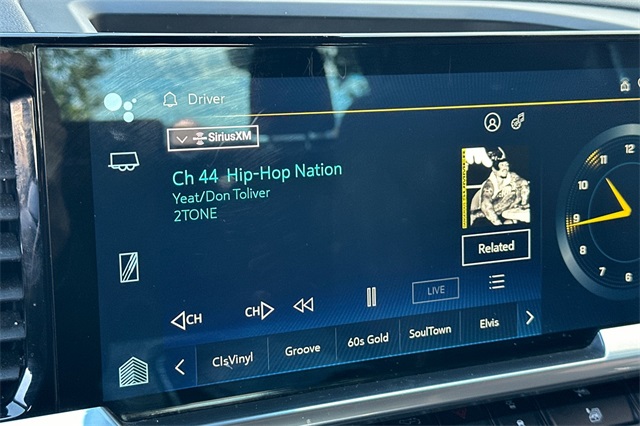 Driver
SiriusXM
Ch 44 Hip-Hop Nation
Yeat/Don Toliver
2TONE
Related
CH
CH
LIVE
ClsVinyl
Groove
60s Gold
SoulTown
Elvis
12
11
10
9
8
7
6